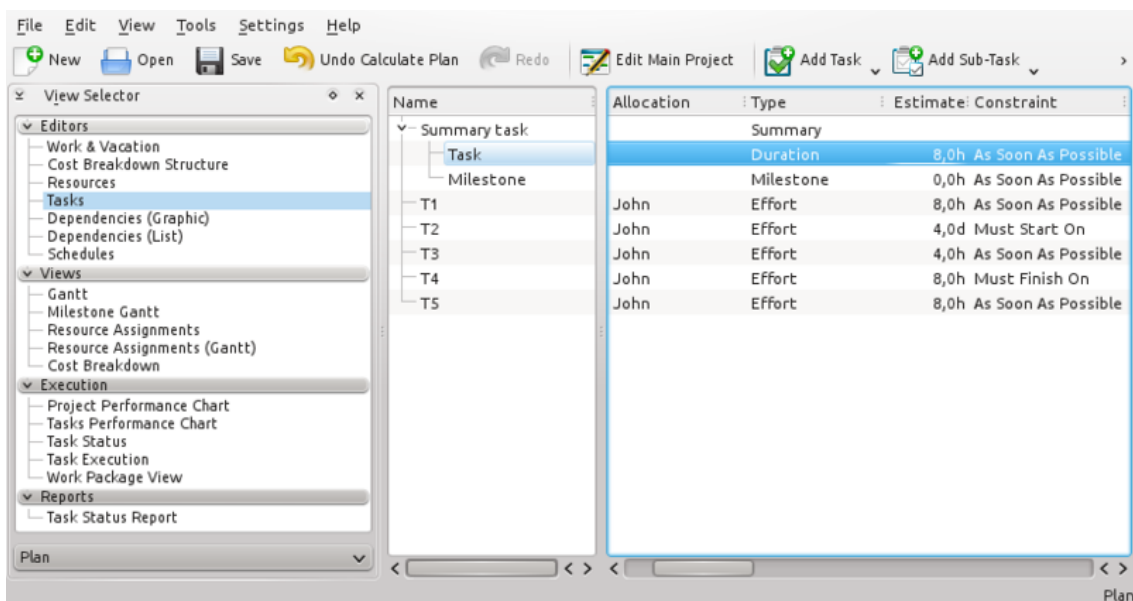 File Edit View Tools Settings Help
New Open Save Undo Calculate Plan Redo Edit Main Project Add Task Add Sub-Task
View Selector
Editors
Work & Vacation
Cost Breakdown Structure
Resources
Tasks
Dependencies (Graphic)
Dependencies (List)
Schedules
Views
Gantt
Milestone Gantt
Resource Assignments
Resource Assignments (Gantt)
Cost Breakdown
Execution
Project Performance Chart
Tasks Performance Chart
Task Status
Task Execution
Work Package View
Reports
Task Status Report
Plan
Name Allocation Type Estimate Constraint
Summary task Summary
Task Duration 8,0h As Soon As Possible
Milestone Milestone 0,0h As Soon As Possible
T1 John Effort 8,0h As Soon As Possible
T2 John Effort 4,0d Must Start On
T3 John Effort 4,0h As Soon As Possible
T4 John Effort 8,0h Must Finish On
T5 John Effort 8,0h As Soon As Possible
Plan